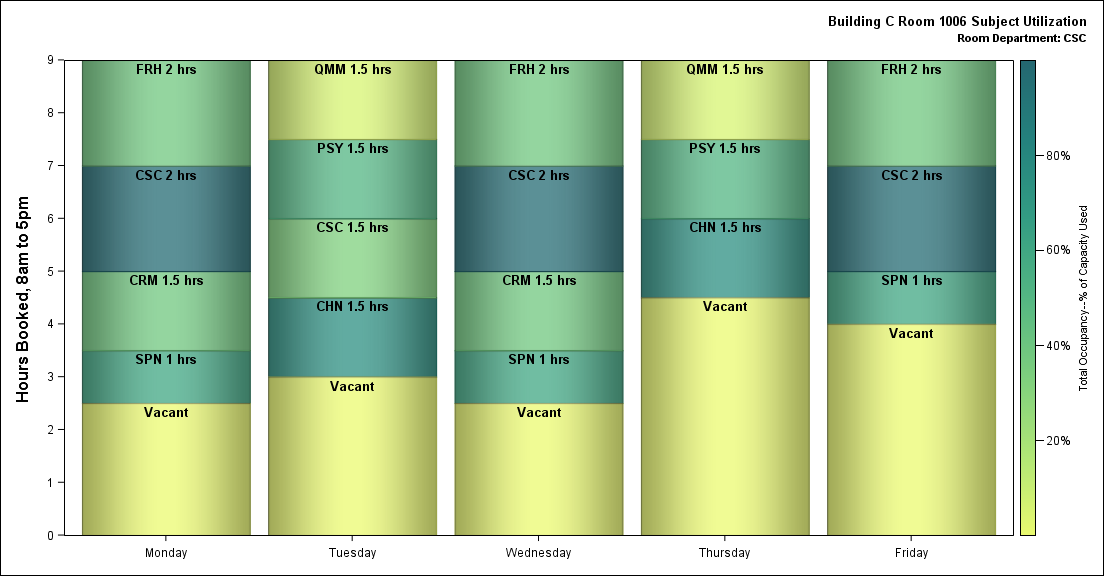 Building C Room 1006 Subject Utilization
Room Department: CSC
Hours Booked, 8am to 5pm
9
8
7
6
5
4
3
2
1
0
FRH 2 hrs
CSC 2 hrs
CRM 1.5 hrs
SPN 1 hrs
Vacant
Monday
QMM 1.5 hrs
PSY 1.5 hrs
CSC 1.5 hrs
CHN 1.5 hrs
Vacant
Tuesday
FRH 2 hrs
CSC 2 hrs
CRM 1.5 hrs
SPN 1 hrs
Vacant
Wednesday
QMM 1.5 hrs
PSY 1.5 hrs
CHN 1.5 hrs
Vacant
Thursday
FRH 2 hrs
CSC 2 hrs
SPN 1 hrs
Vacant
Friday
80%
60%
40%
20%
Total Occupancy--% of Capacity Used